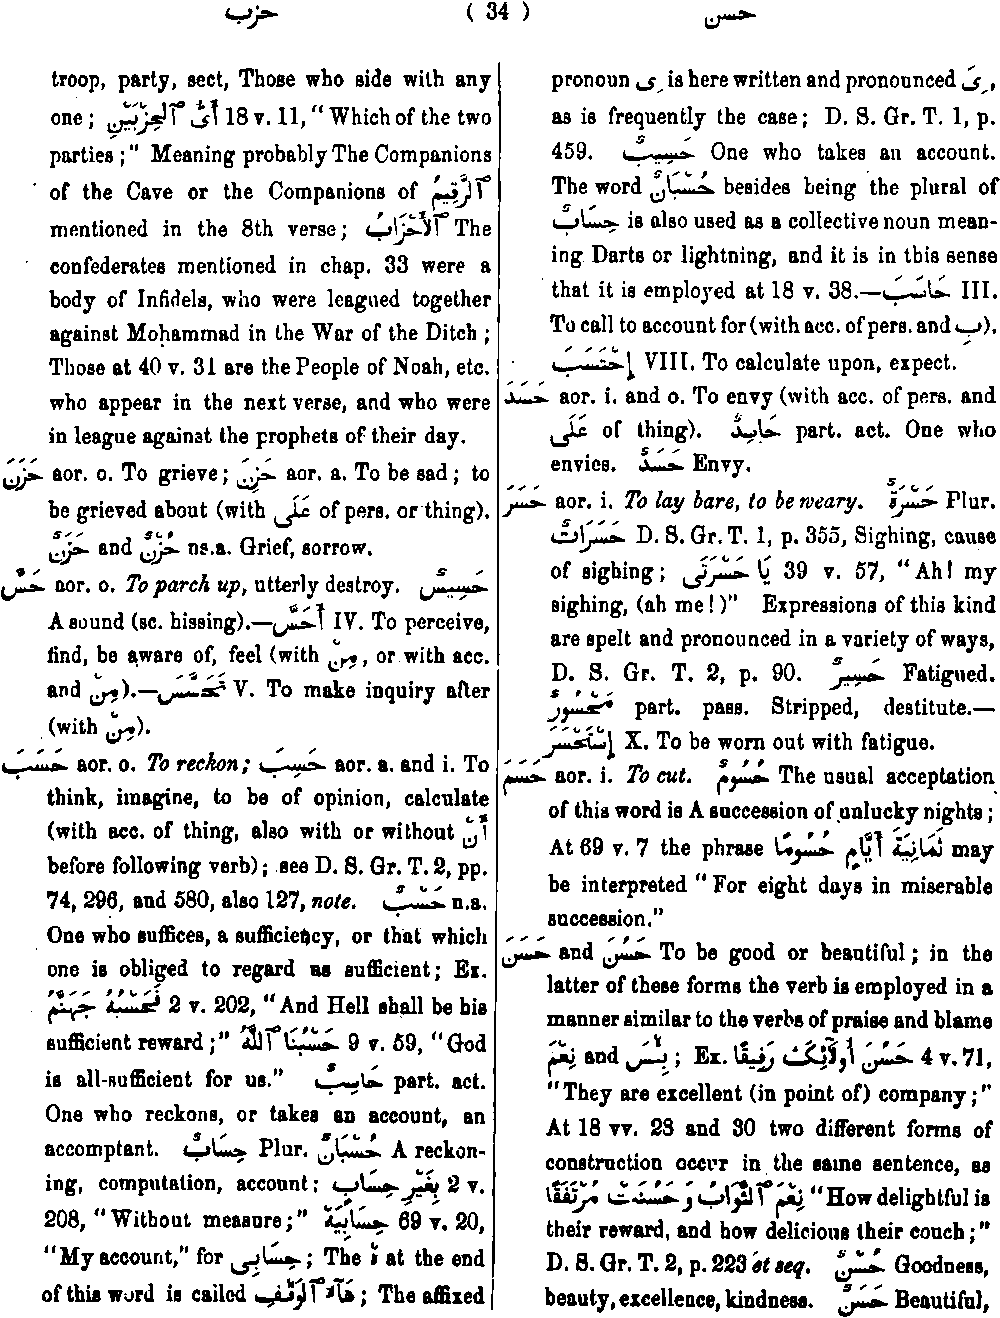 حزب ( 34 ) حسن
troop, party, sect, Those who side with any
one; أَىُّ ٱلْحِزْبَيْنِ 18 v. 11, "Which of the two
parties;" Meaning probably The Companions
of the Cave or the Companions of ٱلرَّقِيمُ
mentioned in the 8th verse; ٱلْأَحْزَابُ The
confederates mentioned in chap. 33 were a
body of Infidels, who were leagued together
against Moḥammad in the War of the Ditch;
Those at 40 v. 31 are the People of Noah, etc.
who appear in the next verse, and who were
in league against the prophets of their day.
حَزَنَ aor. o. To grieve; حَزِنَ aor. a. To be sad; to
be grieved about (with عَلَى of pers. or thing).
حَزَنٌ and حُزْنٌ ns.a. Grief, sorrow.
حَسَّ aor. o. To parch up, utterly destroy. حَسِيسٌ
A sound (sc. hissing).—أَحَسَّ IV. To perceive,
find, be aware of, feel (with مِنْ, or with acc.
and مِنْ).—تَحَسَّسَ V. To make inquiry after
(with مِنْ).
حَسَبَ aor. o. To reckon; حَسِبَ aor. a. and i. To
think, imagine, to be of opinion, calculate
(with acc. of thing, also with or without أَنْ
before following verb); see D. S. Gr. T. 2, pp.
74, 296, and 580, also 127, note. حَسْبٌ n.a.
One who suffices, a sufficiency, or that which
one is obliged to regard as sufficient; Ex.
فَحَسْبُهُ جَهَنَّمُ 2 v. 202, "And Hell shall be his
sufficient reward;" حَسْبُنَا ٱللَّهُ 9 v. 59, "God
is all-sufficient for us." حَاسِبٌ part. act.
One who reckons, or takes an account, an
accomptant. حِسَابٌ Plur. حُسْبَانٌ A reckon-
ing, computation, account; بِغَيْرِ حِسَابٍ 2 v.
208, "Without measure;" حِسَابِيَهْ 69 v. 20,
"My account," for حِسَابِى; The ه at the end
of this word is called هَآءُ ٱلْوَقْفِ; The affixed
pronoun ـِى is here written and pronounced ـِىَ,
as is frequently the case; D. S. Gr. T. 1, p.
459. حَسِيبٌ One who takes an account.
The word حُسْبَانٌ besides being the plural of
حِسَابٌ is also used as a collective noun mean-
ing Darts or lightning, and it is in this sense
that it is employed at 18 v. 38.—حَاسَبَ III.
To call to account for (with acc. of pers. and بِ).
إِحْتَسَبَ VIII. To calculate upon, expect.
حَسَدَ aor. i. and o. To envy (with acc. of pers. and
عَلَى of thing). حَاسِدٌ part. act. One who
envies. حَسَدٌ Envy.
حَسَرَ aor. i. To lay bare, to be weary. حَسْرَةٌ Plur.
حَسَرَاتٌ D. S. Gr. T. 1, p. 355, Sighing, cause
of sighing; يَا حَسْرَتَى 39 v. 57, "Ah! my
sighing, (ah me!)" Expressions of this kind
are spelt and pronounced in a variety of ways,
D. S. Gr. T. 2, p. 90. حَسِيرٌ Fatigued.
مَحْسُورٌ part. pass. Stripped, destitute.—
إِسْتَحْسَرَ X. To be worn out with fatigue.
حَسَمَ aor. i. To cut. حُسُومٌ The usual acceptation
of this word is A succession of unlucky nights;
At 69 v. 7 the phrase ثَمَانِيَةَ أَيَّامٍ حُسُومًا may
be interpreted "For eight days in miserable
succession."
حَسَنَ and حَسُنَ To be good or beautiful; in the
latter of these forms the verb is employed in a
manner similar to the verbs of praise and blame
نِعْمَ and بِئْسَ; Ex. حَسُنَ أُولَآئِكَ رَفِيقًا 4 v. 71,
"They are excellent (in point of) company;"
At 18 vv. 28 and 30 two different forms of
construction occur in the same sentence, as
نِعْمَ ٱلثَّوَابُ وَحَسُنَتْ مُرْتَفَقًا "How delightful is
their reward, and how delicious their couch;"
D. S. Gr. T. 2, p. 223 et seq. حُسْنٌ Goodness,
beauty, excellence, kindness. حَسَنٌ Beautiful,